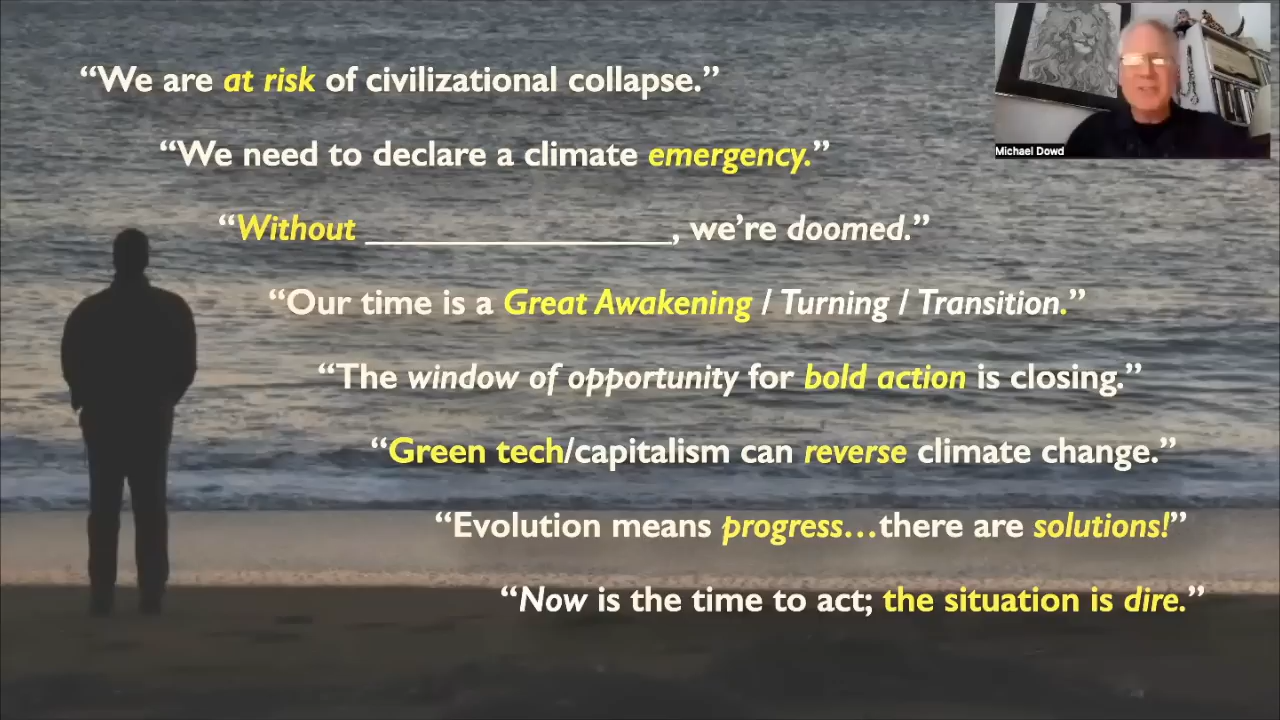 “We are at risk of civilizational collapse.”
“We need to declare a climate emergency.”
“Without ________________, we’re doomed.”
“Our time is a Great Awakening / Turning / Transition.”
“The window of opportunity for bold action is closing.”
“Green tech/capitalism can reverse climate change.”
“Evolution means progress…there are solutions!”
“Now is the time to act; the situation is dire.”
Michael Dowd